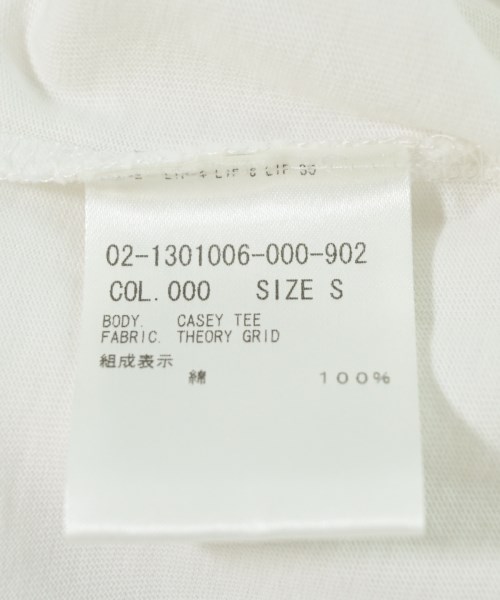 02-1301006-000-902
COL. 000 SIZE S
BODY. CASEY TEE
FABRIC. THEORY GRID
組成表示
綿 100%